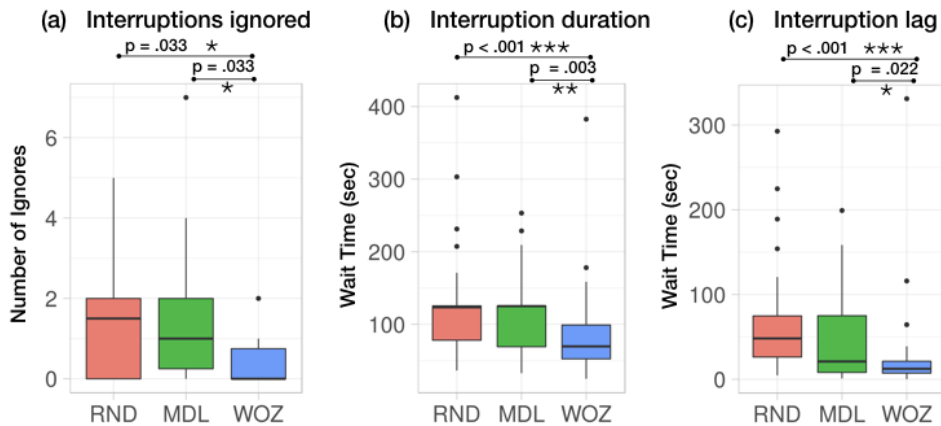 (a) Interruptions ignored
p = .033 *
p = .033
*
Number of Ignores
6
4
2
0
RND MDL WOZ
(b) Interruption duration
p < .001 ***
p = .003
**
Wait Time (sec)
400
300
200
100
RND MDL WOZ
(c) Interruption lag
p < .001 ***
p = .022
*
Wait Time (sec)
300
200
100
0
RND MDL WOZ